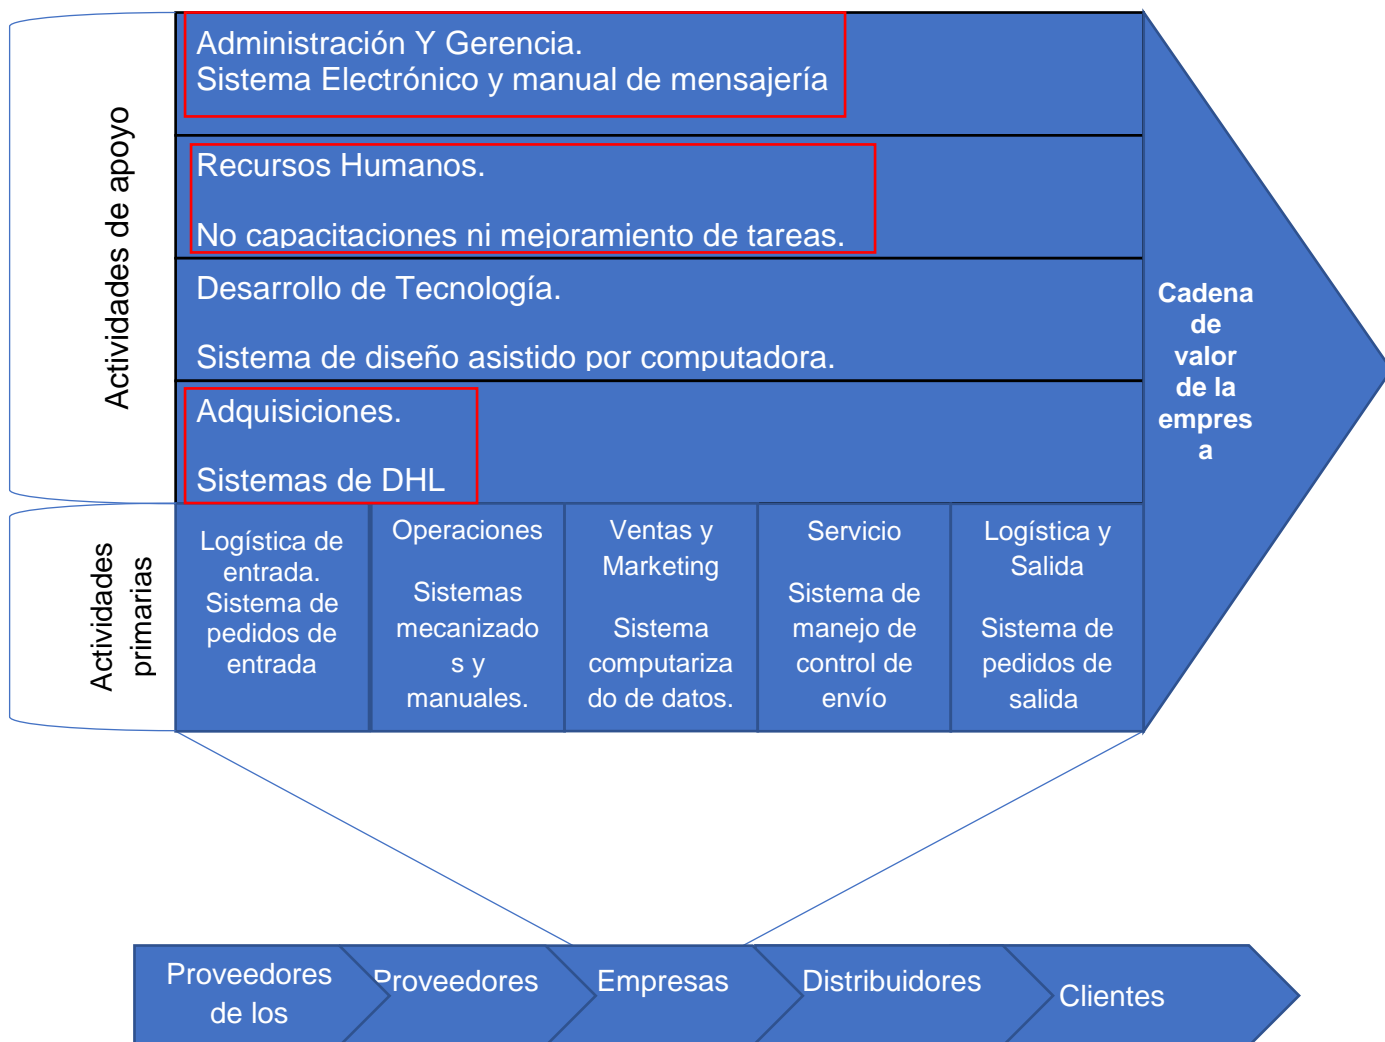 Actividades de apoyo
Administración Y Gerencia.
Sistema Electrónico y manual de mensajería
Recursos Humanos.
No capacitaciones ni mejoramiento de tareas.
Desarrollo de Tecnología.
Sistema de diseño asistido por computadora.
Adquisiciones.
Sistemas de DHL
Cadena
de
valor
de la
empres
a
Actividades
primarias
Logística de
entrada.
Sistema de
pedidos de
entrada
Operaciones
Sistemas
mecanizado
s y
manuales.
Ventas y
Marketing
Sistema
computariza
do de datos.
Servicio
Sistema de
manejo de
control de
envío
Logística y
Salida
Sistema de
pedidos de
salida
Proveedores
de los
Proveedores
Empresas
Distribuidores
Clientes